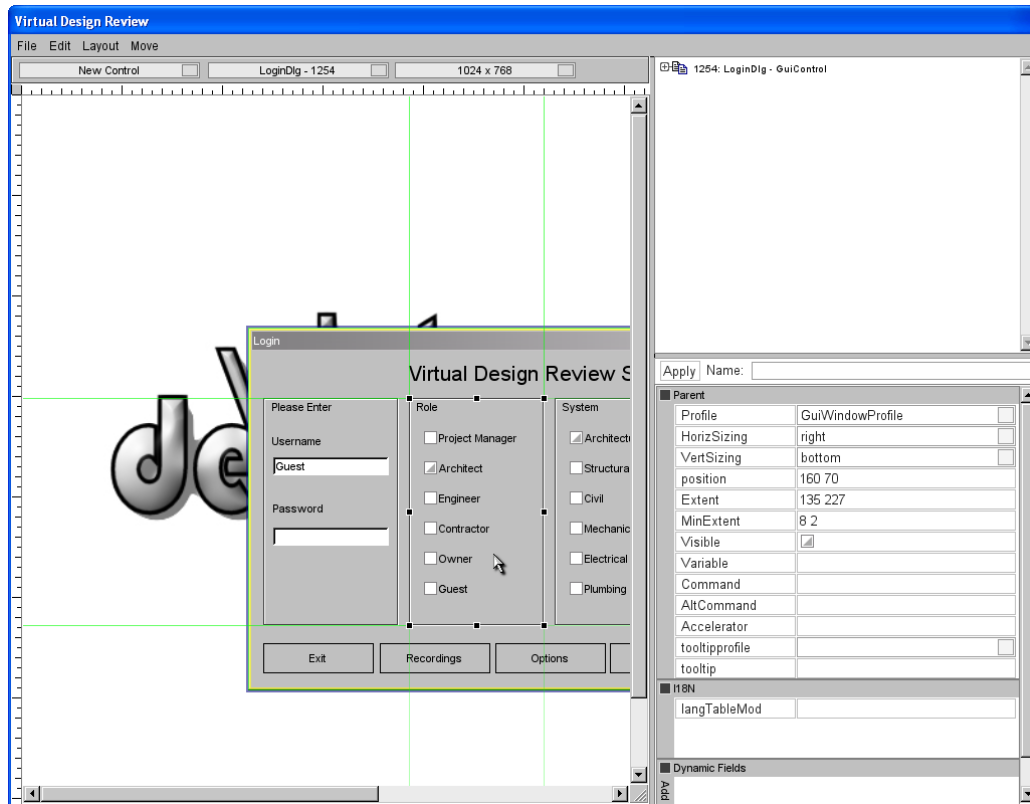 Virtual Design Review
File Edit Layout Move
New Control LoginDlg - 1254 1024 x 768
1254: LoginDlg - GuiControl
Login
Virtual Design Review S
Please Enter
Username
Guest
Password
Role
Project Manager
Architect
Engineer
Contractor
Owner
Guest
System
Architectu
Structura
Civil
Mechanic
Electrical
Plumbing
Exit Recordings Options
de
Apply Name:
Parent
Profile GuiWindowProfile
HorizSizing right
VertSizing bottom
position 160 70
Extent 135 227
MinExtent 8 2
Visible
Variable
Command
AltCommand
Accelerator
tooltipprofile
tooltip
I18N
langTableMod
Dynamic Fields
Add